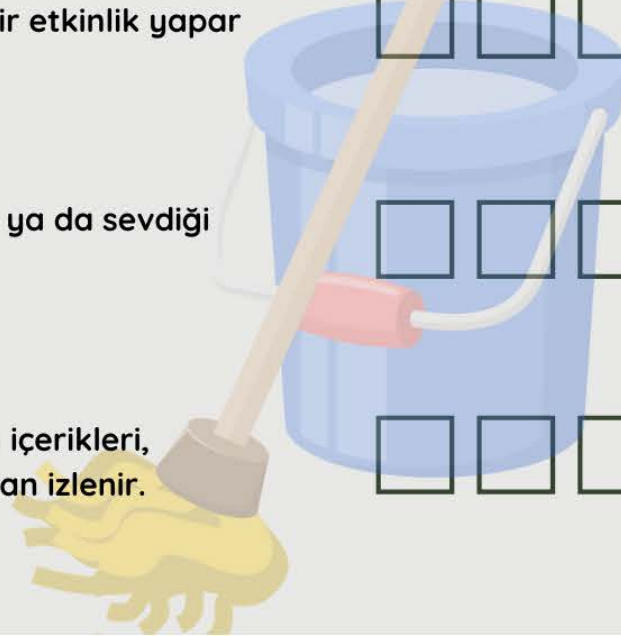 ir etkinlik yapar
ya da sevdiği
içerikleri,
an izlenir.